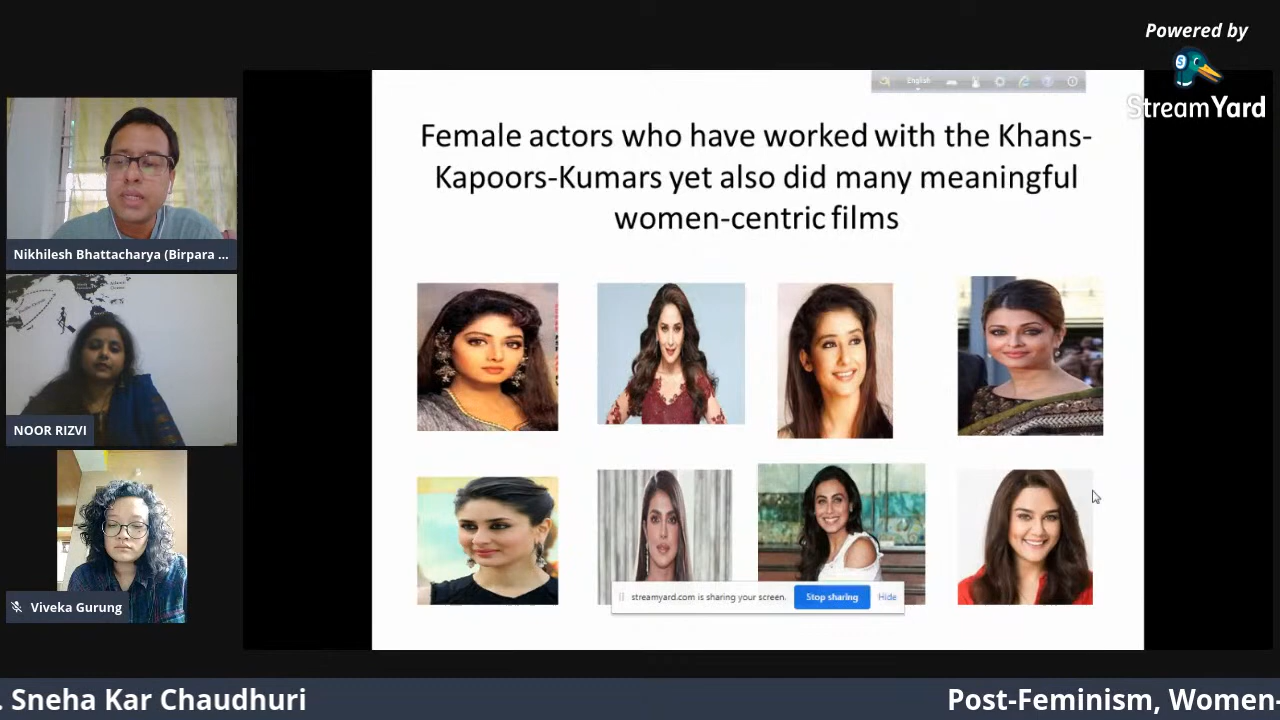 Powered by
StreamYard
English
Female actors who have worked with the Khans-
Kapoors-Kumars yet also did many meaningful
women-centric films
Nikhilesh Bhattacharya (Birpara ...
NOOR RIZVI
Viveka Gurung
streamyard.com is sharing your screen.
Stop sharing
Hide
. Sneha Kar Chaudhuri
Post-Feminism, Women-